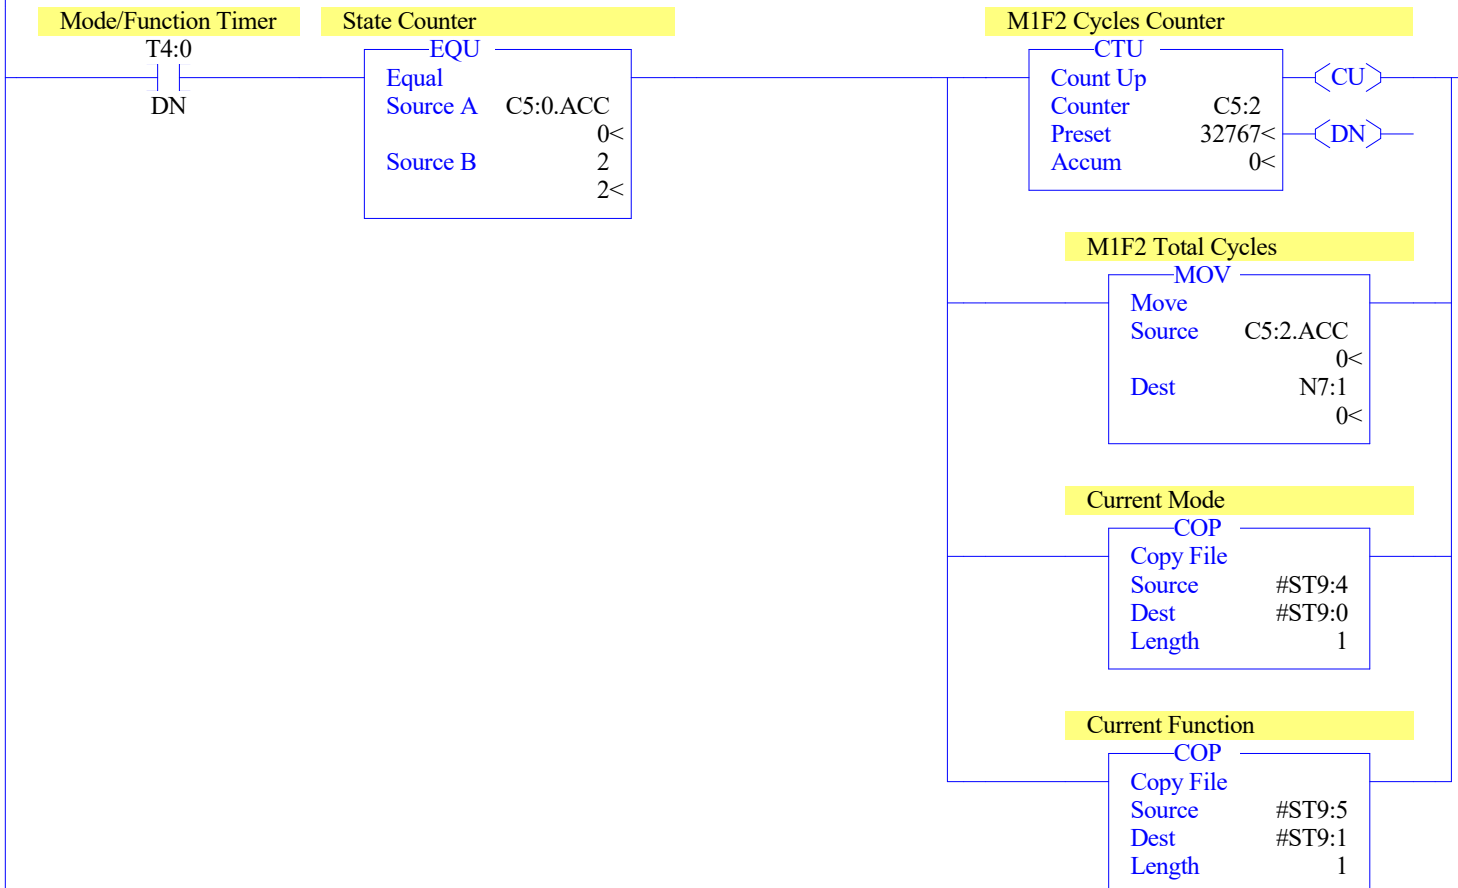 Mode/Function Timer
T4:0
DN
State Counter
EQU
Equal
Source A C5:0.ACC
0<
Source B 2
2<
M1F2 Cycles Counter
CTU
Count Up
Counter C5:2
Preset 32767<
Accum 0<
CU
DN
M1F2 Total Cycles
MOV
Move
Source C5:2.ACC
0<
Dest N7:1
0<
Current Mode
COP
Copy File
Source #ST9:4
Dest #ST9:0
Length 1
Current Function
COP
Copy File
Source #ST9:5
Dest #ST9:1
Length 1